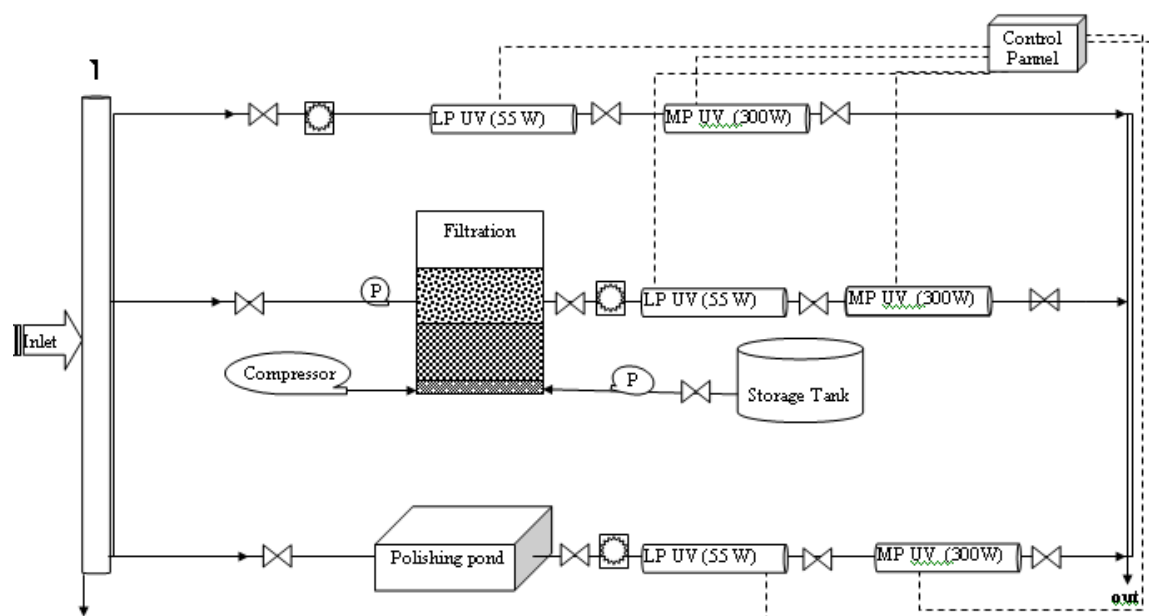 1
Control
Pannel
LP UV (55 W)
MP UV (300W)
Filtration
P
LP UV (55 W)
MP UV (300W)
Inlet
Compressor
P
Storage Tank
Polishing pond
LP UV (55 W)
MP UV (300W)
out